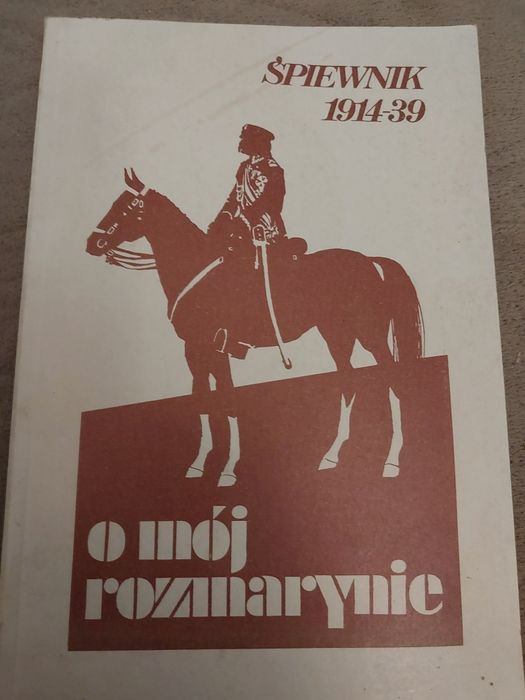 ŚPIEWNIK
1914-39
o mój
rozmarynie